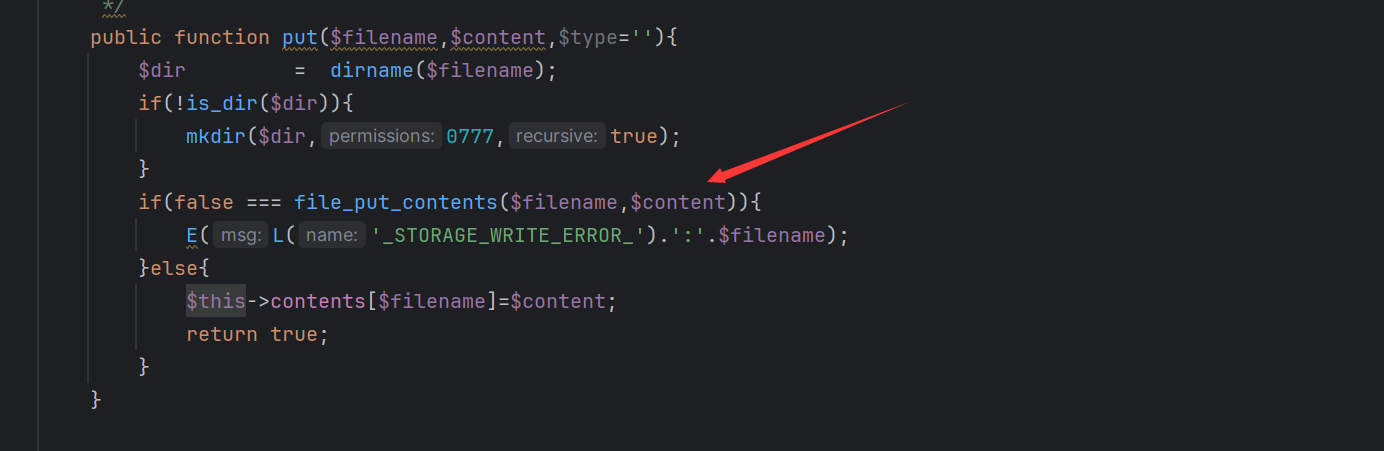 */
public function put($filename,$content,$type=''){
$dir         =  dirname($filename);
if(!is_dir($dir)){
mkdir($dir, permissions: 0777, recursive: true);
}
if(false === file_put_contents($filename,$content)){
E( msg: L( name: '_STORAGE_WRITE_ERROR_').':'.$filename);
}else{
$this->contents[$filename]=$content;
return true;
}
}